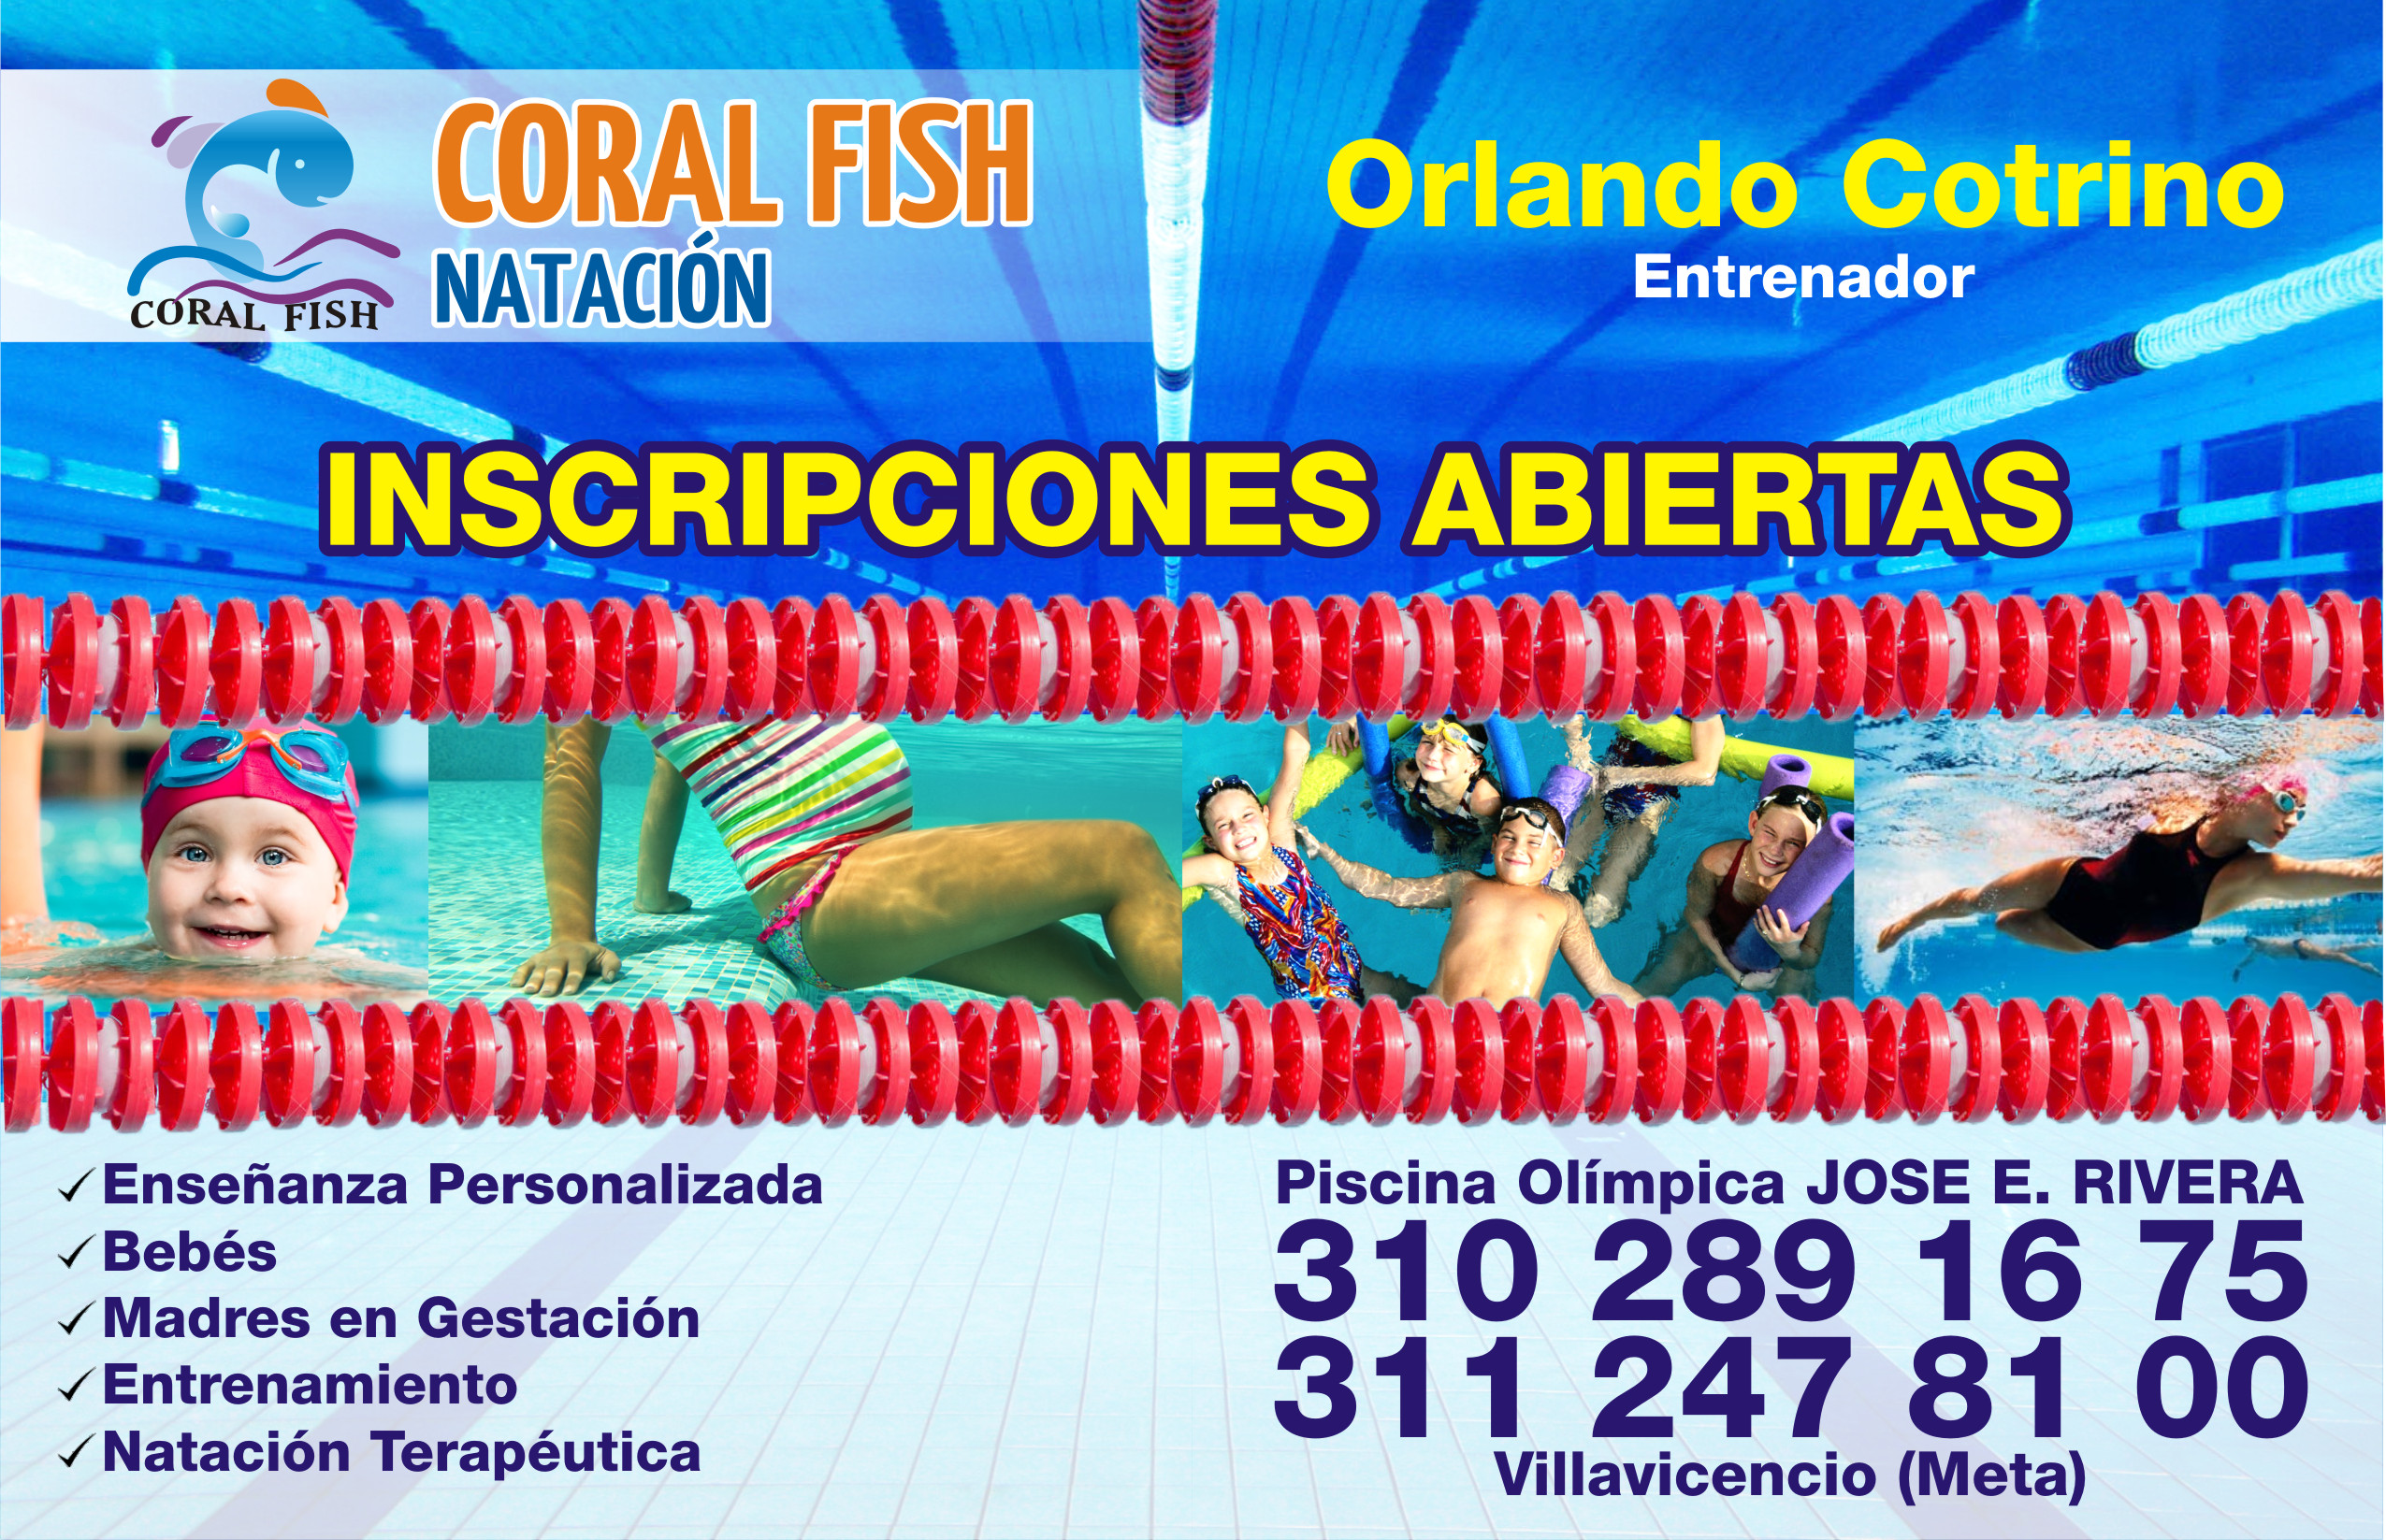 CORAL FISH
CORAL FISH
NATACIÓN
Orlando Cotrino
Entrenador
INSCRIPCIONES ABIERTAS
Enseñanza Personalizada
Bebés
Madres en Gestación
Entrenamiento
Natación Terapéutica
Piscina Olímpica JOSE E. RIVERA
310 289 16 75
311 247 81 00
Villavicencio (Meta)